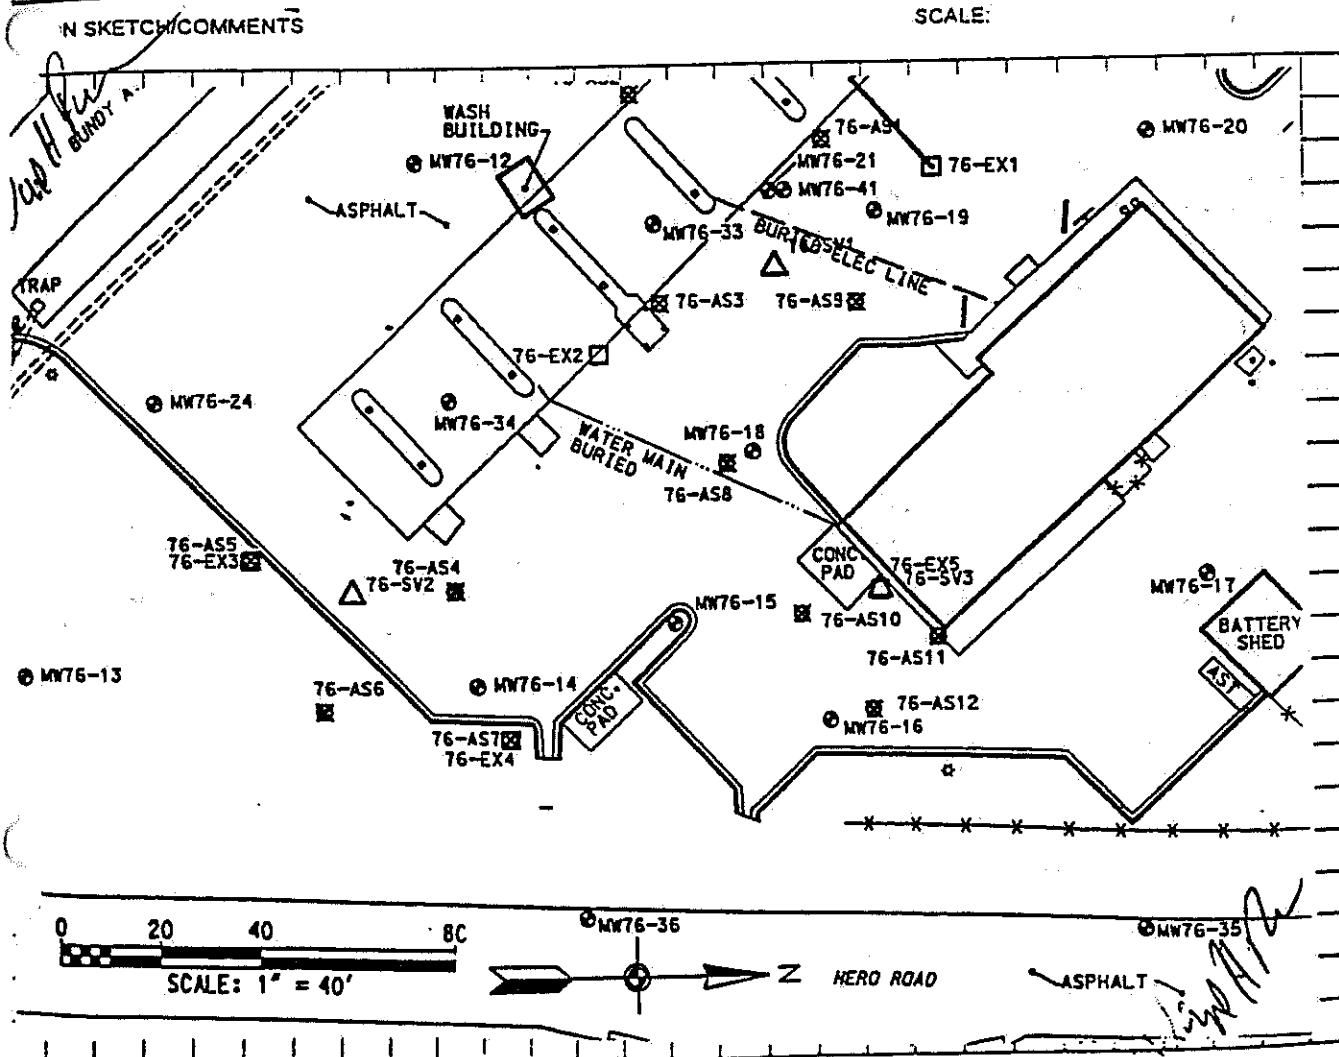 N SKETCH/COMMENTS
SCALE:
BUNDY A
WASH
BUILDING
MW76-12
ASPHALT
76-AS1
MW76-20
MW76-21
76-EX1
MW76-41
MW76-19
MW76-33
BURIED
ELEC LINE
TRAP
76-AS3
76-AS9
76-EX2
MW76-24
MW76-34
WATER MAIN
BURIED
MW76-18
76-AS8
76-AS5
76-EX3
76-AS4
76-SV2
CONC.
PAD
76-EX5
76-SV3
MW76-17
MW76-15
76-AS10
BATTERY
SHED
76-AS11
MW76-13
76-AS6
MW76-14
AST
CONC.
PAD
76-AS12
MW76-16
76-AS7
76-EX4
MW76-36
MW76-35
0 20 40 80
SCALE: 1" = 40'
N
HERO ROAD
ASPHALT